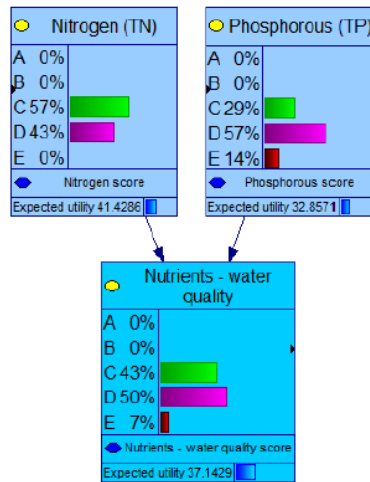 Nitrogen (TN)
A 0%
B 0%
C 57%
D 43%
E 0%
Nitrogen score
Expected utility 41.4286
Phosphorous (TP)
A 0%
B 0%
C 29%
D 57%
E 14%
Phosphorous score
Expected utility 32.8571
Nutrients - water
quality
A 0%
B 0%
C 43%
D 50%
E 7%
Nutrients - water quality score
Expected utility 37.1429